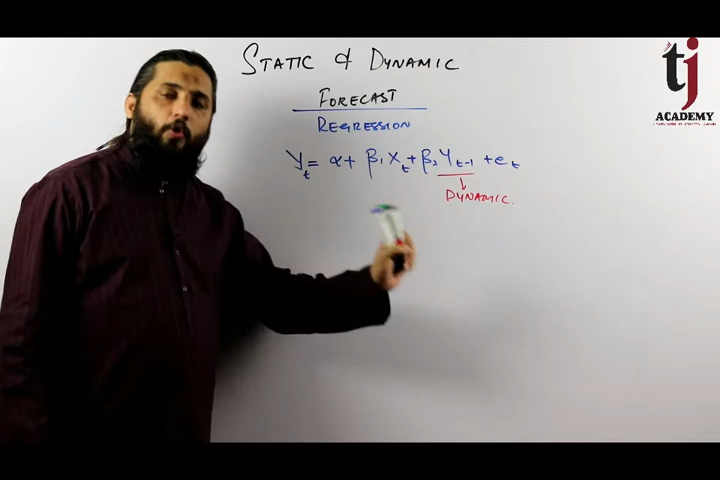 STATIC & DYNAMIC
FORECAST
REGRESSION
Yₜ = α + β₁Xₜ + β₂Yₜ₋₁ + eₜ
DYNAMIC.
tj
ACADEMY